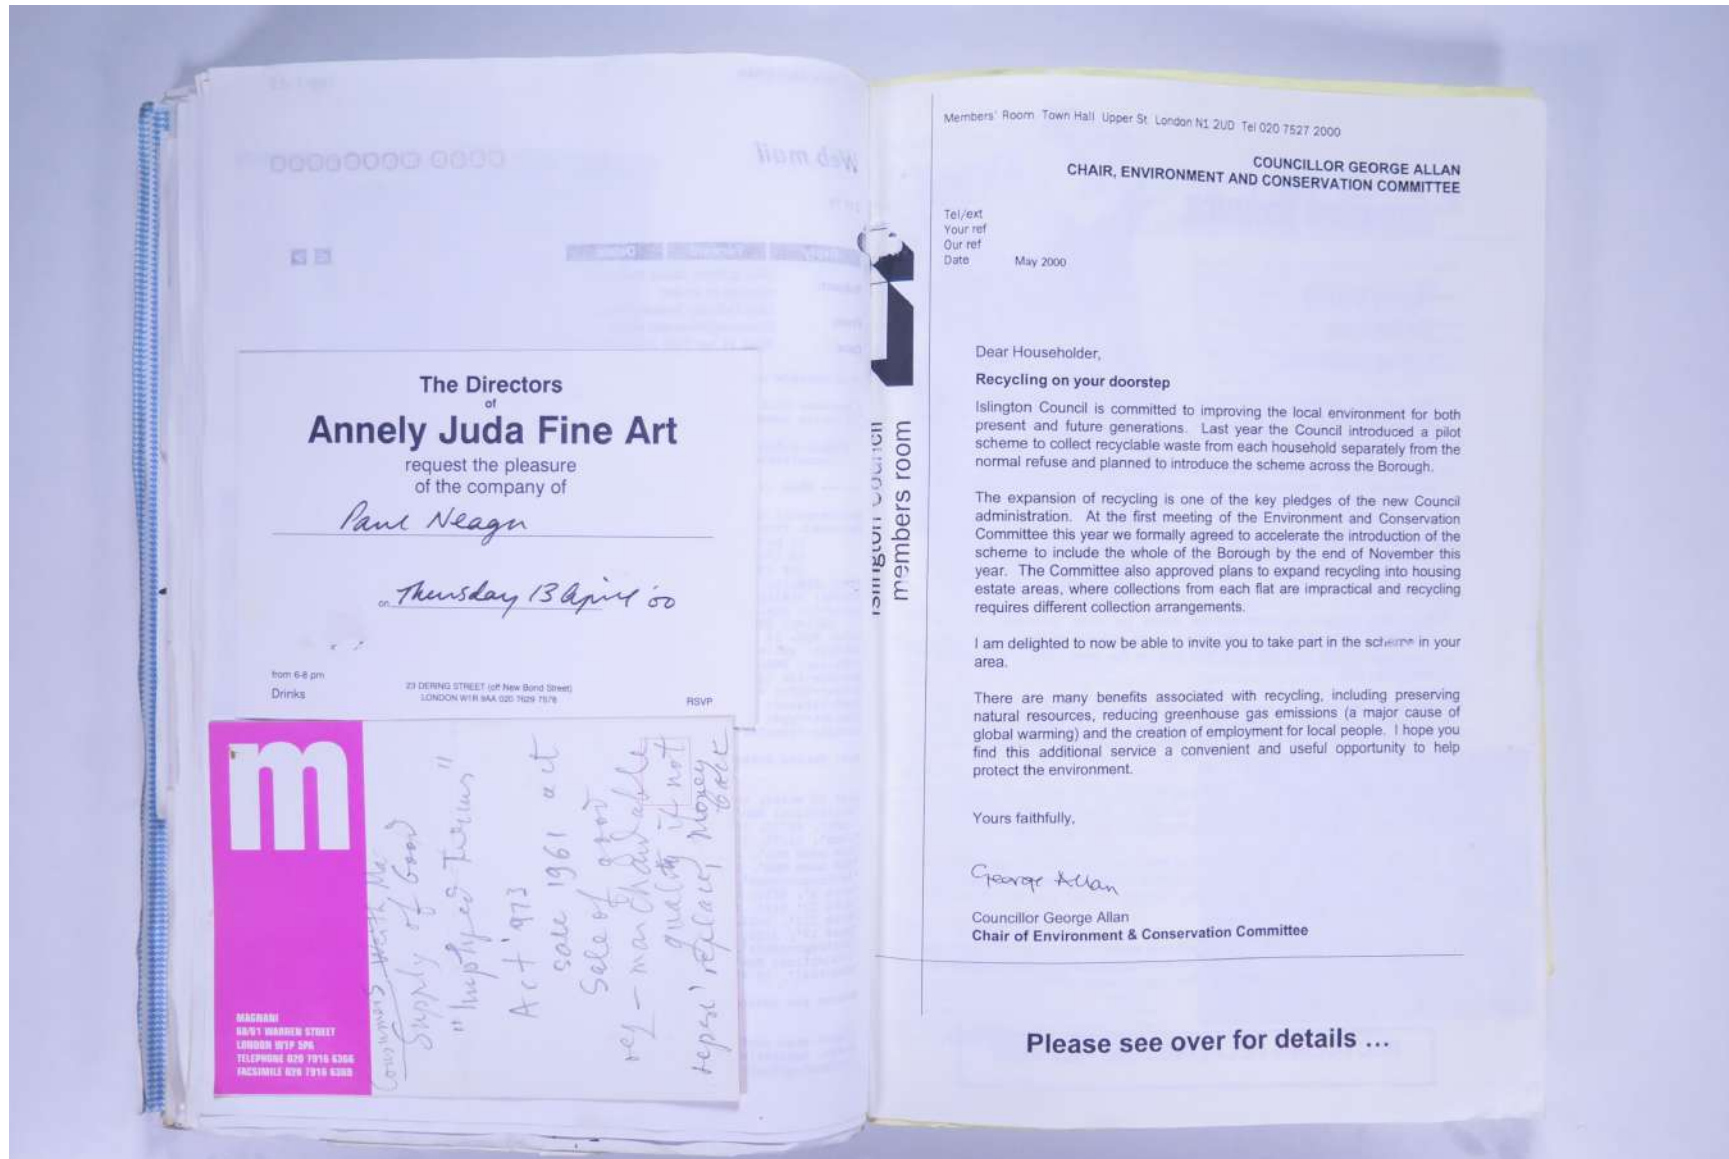 The Directors
of
Annely Juda Fine Art
request the pleasure
of the company of
Paul Neagu
on Thursday 13 April '00
from 6-8 pm
Drinks
23 DERING STREET (off New Bond Street)
LONDON W1R 9AA 020 7629 7578
RSVP
m
MAGNANI
LONDON W1P 5PA
Supply of Good
"Implyed Terms"
Act 1973
sale 1961 act
Sale of good
quality if not
replace, money
back
Islington Council
members room
Members' Room Town Hall Upper St London N1 2UD Tel 020 7527 2000
COUNCILLOR GEORGE ALLAN
CHAIR, ENVIRONMENT AND CONSERVATION COMMITTEE
Tel/ext
Your ref
Our ref
Date May 2000
Dear Householder,
Recycling on your doorstep
Islington Council is committed to improving the local environment for both
present and future generations. Last year the Council introduced a pilot
scheme to collect recyclable waste from each household separately from the
normal refuse and planned to introduce the scheme across the Borough.
The expansion of recycling is one of the key pledges of the new Council
administration. At the first meeting of the Environment and Conservation
Committee this year we formally agreed to accelerate the introduction of the
scheme to include the whole of the Borough by the end of November this
year. The Committee also approved plans to expand recycling into housing
estate areas, where collections from each flat are impractical and recycling
requires different collection arrangements.
I am delighted to now be able to invite you to take part in the scheme in your
area.
There are many benefits associated with recycling, including preserving
natural resources, reducing greenhouse gas emissions (a major cause of
global warming) and the creation of employment for local people. I hope you
find this additional service a convenient and useful opportunity to help
protect the environment.
Yours faithfully,
George Allan
Councillor George Allan
Chair of Environment & Conservation Committee
Please see over for details ...